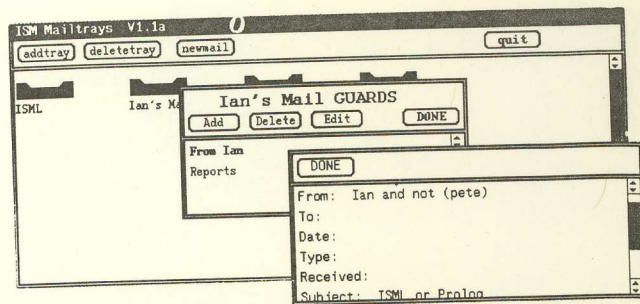 ISM Mailtrays V1.1a
addtray deletetray newmail quit
ISML Ian's
Ian's Mail GUARDS
Add Delete Edit DONE
From Ian
Reports
DONE
From: Ian and not (pete)
To:
Date:
Type:
Received:
Subject: ISML or Prolog